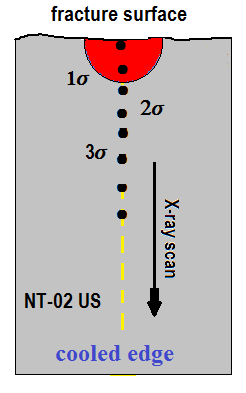 fracture surface
1σ
2σ
3σ
X-ray scan
NT-02 US
cooled edge